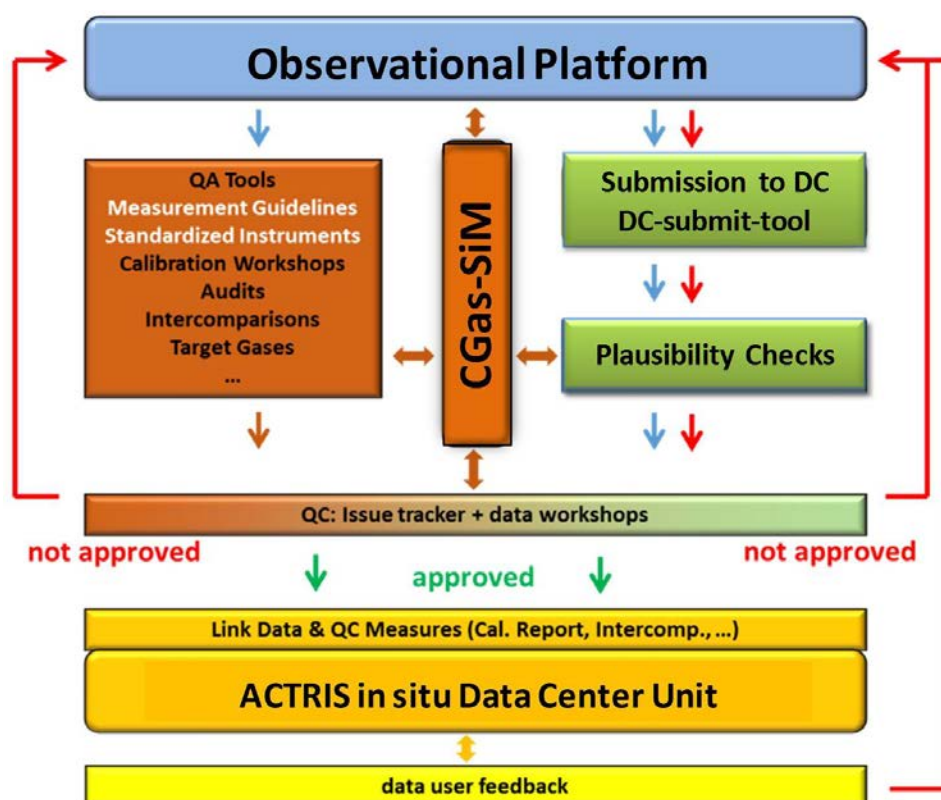 Observational Platform
QA Tools
Measurement Guidelines
Standardized Instruments
Calibration Workshops
Audits
Intercomparisons
Target Gases
...
CGas-SiM
Submission to DC
DC-submit-tool
Plausibility Checks
QC: Issue tracker + data workshops
not approved
approved
not approved
Link Data & QC Measures (Cal. Report, Intercomp., ...)
ACTRIS in situ Data Center Unit
data user feedback